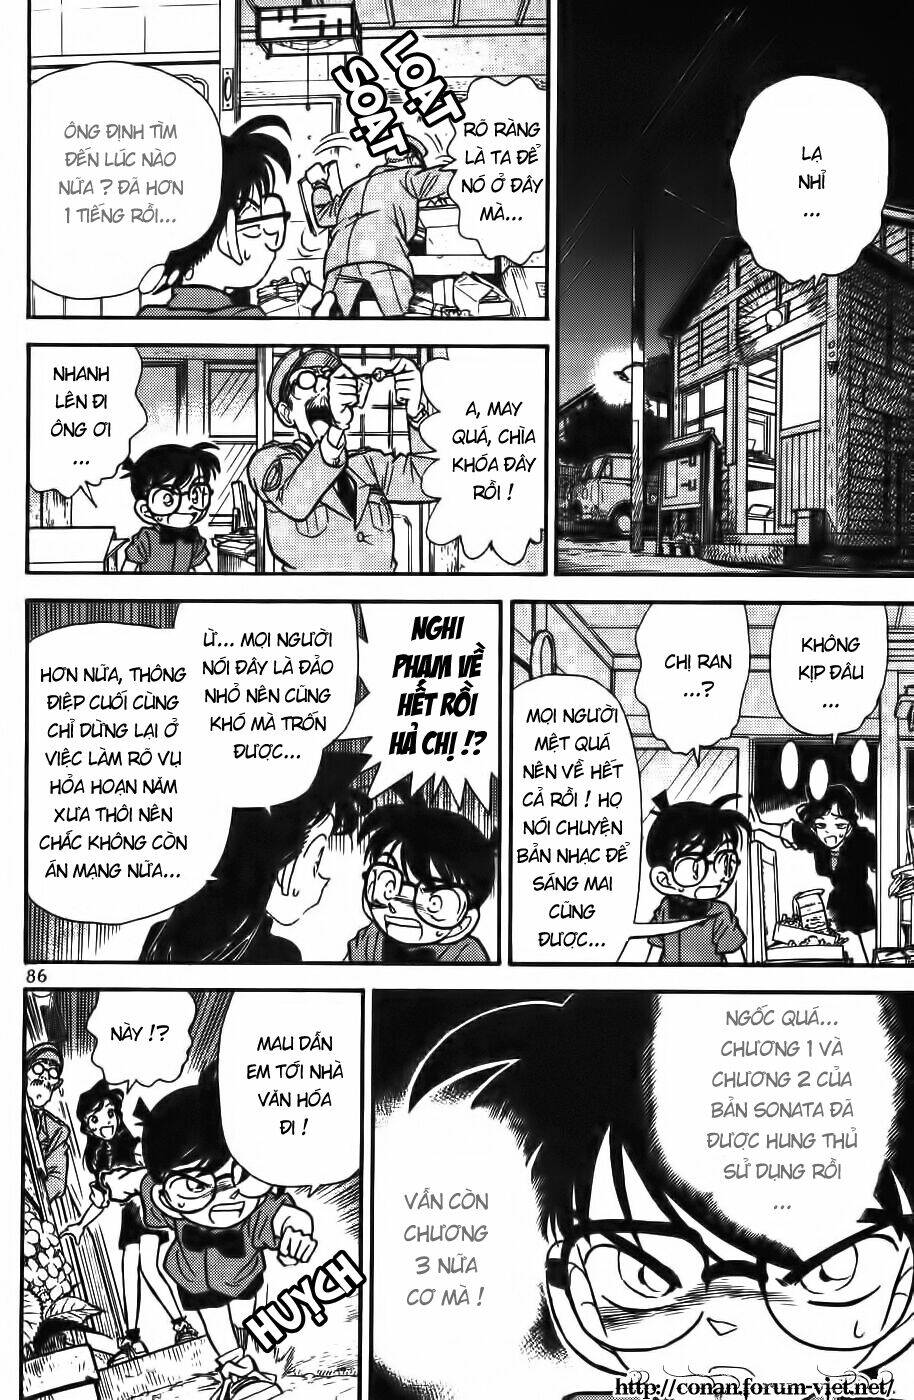 LẠ
NHỈ
...
RÕ RÀNG
LÀ TA ĐỂ
NÓ Ở ĐÂY
MÀ...
LOẠT
SOẠT
ÔNG ĐỊNH TÌM
ĐẾN LÚC NÀO
NỮA ? ĐÃ HƠN
1 TIẾNG RỒI...
A, MAY
QUÁ, CHÌA
KHÓA ĐÂY
RỒI !
NHANH
LÊN ĐI
ÔNG ƠI
...
KHÔNG
KỊP ĐÂU
...
CHỊ RAN
...?
MỌI NGƯỜI
MỆT QUÁ
NÊN VỀ HẾT
CẢ RỒI ! HỌ
NÓI CHUYỆN
BẢN NHẠC ĐỂ
SÁNG MAI
CŨNG
ĐƯỢC...
NGHI
PHẠM VỀ
HẾT RỒI
HẢ CHỊ !?
Ừ... MỌI NGƯỜI
NÓI ĐÂY LÀ ĐẢO
NHỎ NÊN CŨNG
KHÓ MÀ TRỐN
ĐƯỢC...
HƠN NỮA, THÔNG
ĐIỆP CUỐI CÙNG
CHỈ DỪNG LẠI Ở
VIỆC LÀM RÕ VỤ
HỎA HOẠN NĂM
XƯA THÔI NÊN
CHẮC KHÔNG CÒN
ÁN MẠNG NỮA...
86
NGỐC QUÁ...
CHƯƠNG 1 VÀ
CHƯƠNG 2 CỦA
BẢN SONATA ĐÃ
ĐƯỢC HUNG THỦ
SỬ DỤNG RỒI
...
VẪN CÒN
CHƯƠNG
3 NỮA
CƠ MÀ !
MAU DẪN
EM TỚI NHÀ
VĂN HÓA
ĐI !
NÀY !?
HUỲCH
http://conan.forum-viet.net/